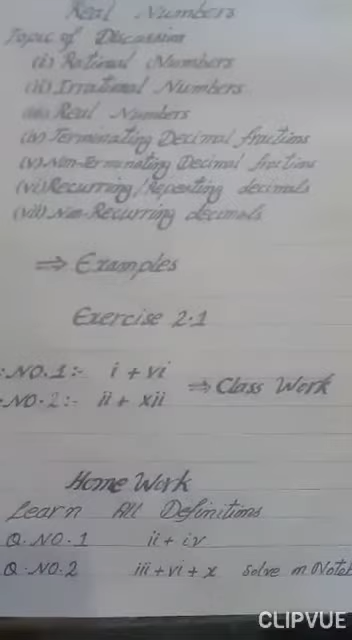 Real Numbers
Topic of Discussion
(i) Rational Numbers
(ii) Irrational Numbers
(iii) Real Numbers
(iv) Terminating Decimal fractions
(v) Non-Terminating Decimal fractions
(vi) Recurring/Repeating decimals
(vii) Non-Recurring decimals
⇒ Examples
Exercise 2.1
.NO.1:- i + vi
⇒ Class Work
.NO.2:- ii + xii
Home Work
Learn All Definitions
Q.NO.1 ii + iv
Q.NO.2 iii + vi + x Solve on Noteb
CLIPVUE